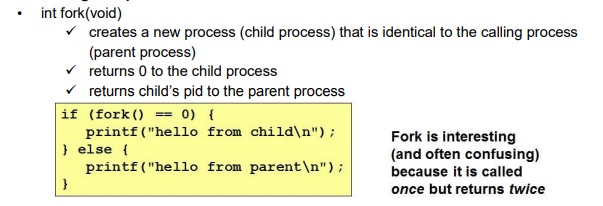 • int fork(void)
✓ creates a new process (child process) that is identical to the calling process
(parent process)
✓ returns 0 to the child process
✓ returns child's pid to the parent process
if (fork() == 0) {
printf("hello from child\n");
} else {
printf("hello from parent\n");
}
Fork is interesting
(and often confusing)
because it is called
once but returns twice